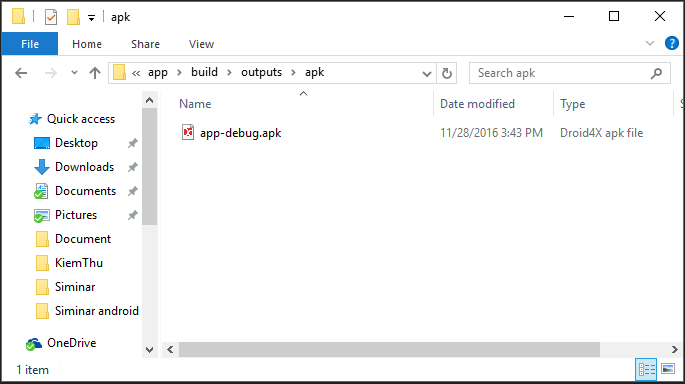 apk
File Home Share View
« app > build > outputs > apk Search apk
Name Date modified Type S
Quick access
app-debug.apk 11/28/2016 3:43 PM Droid4X apk file
Desktop
Downloads
Documents
Pictures
Document
KiemThu
Siminar
Siminar android
OneDrive
1 item